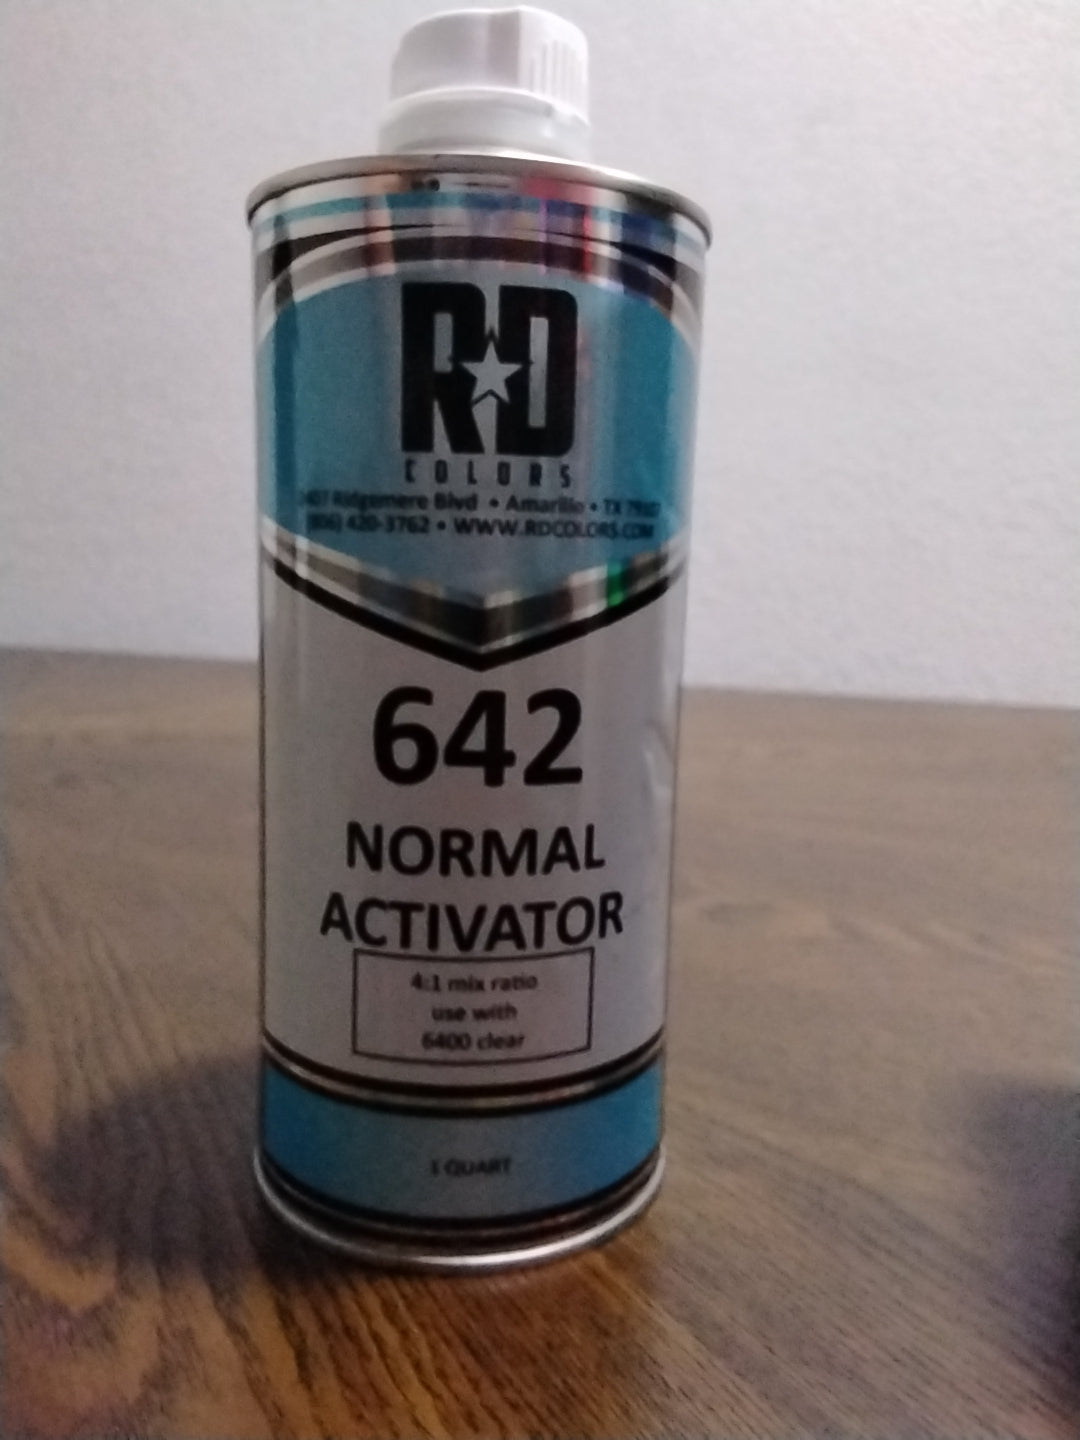 RD
COLORS
Ridgemere Blvd • Amarillo • TX
(806) 420-3762 • WWW.RDCOLORS.COM
642
NORMAL
ACTIVATOR
4:1 mix ratio
use with
6400 clear
1 QUART